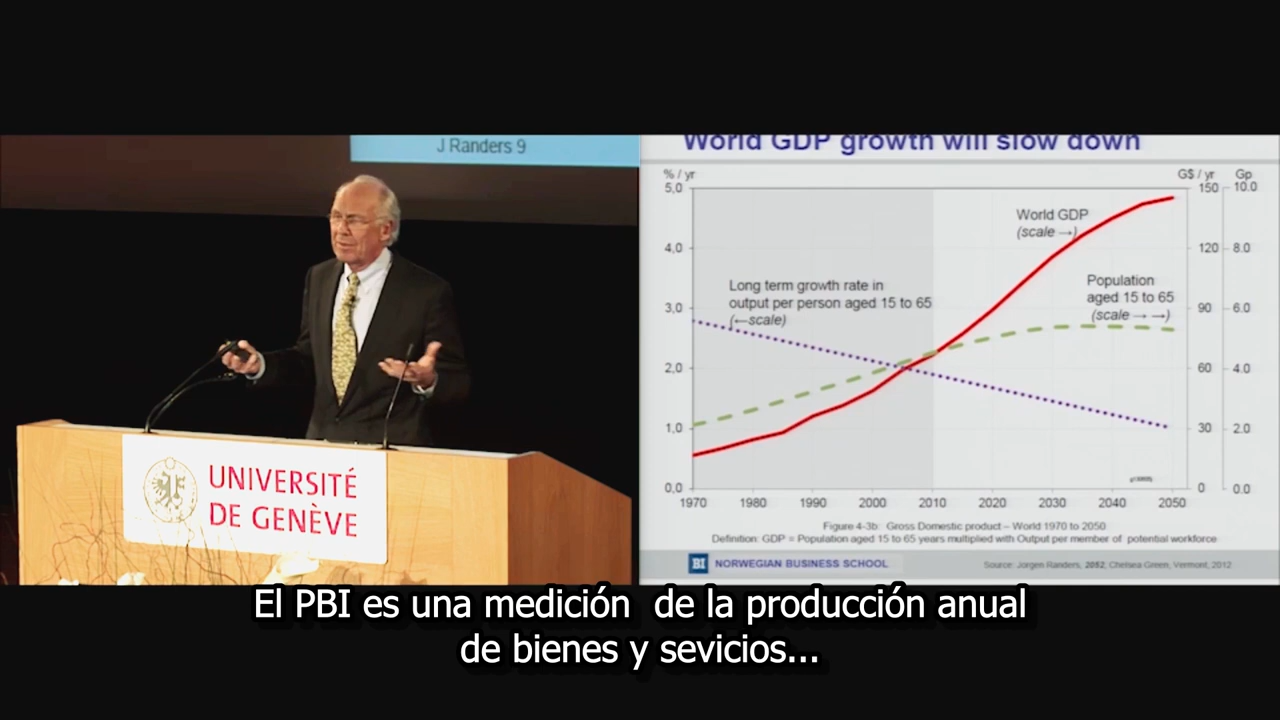 J Randers 9
UNIVERSITÉ
DE GENÈVE
World GDP growth will slow down
% / yr
G$ / yr
Gp
5,0
4,0
3,0
2,0
1,0
0,0
150
120
90
60
30
0
10.0
8.0
6.0
4.0
2.0
0.0
World GDP
(scale →)
Long term growth rate in
output per person aged 15 to 65
(←scale)
Population
aged 15 to 65
(scale → →)
1970 1980 1990 2000 2010 2020 2030 2040 2050
Figure 4-3b: Gross Domestic product – World 1970 to 2050
Definition: GDP = Population aged 15 to 65 years multiplied with Output per member of potential workforce
BI NORWEGIAN BUSINESS SCHOOL
Source: Jorgen Randers, 2052, Chelsea Green, Vermont, 2012
El PBI es una medición de la producción anual
de bienes y sevicios...